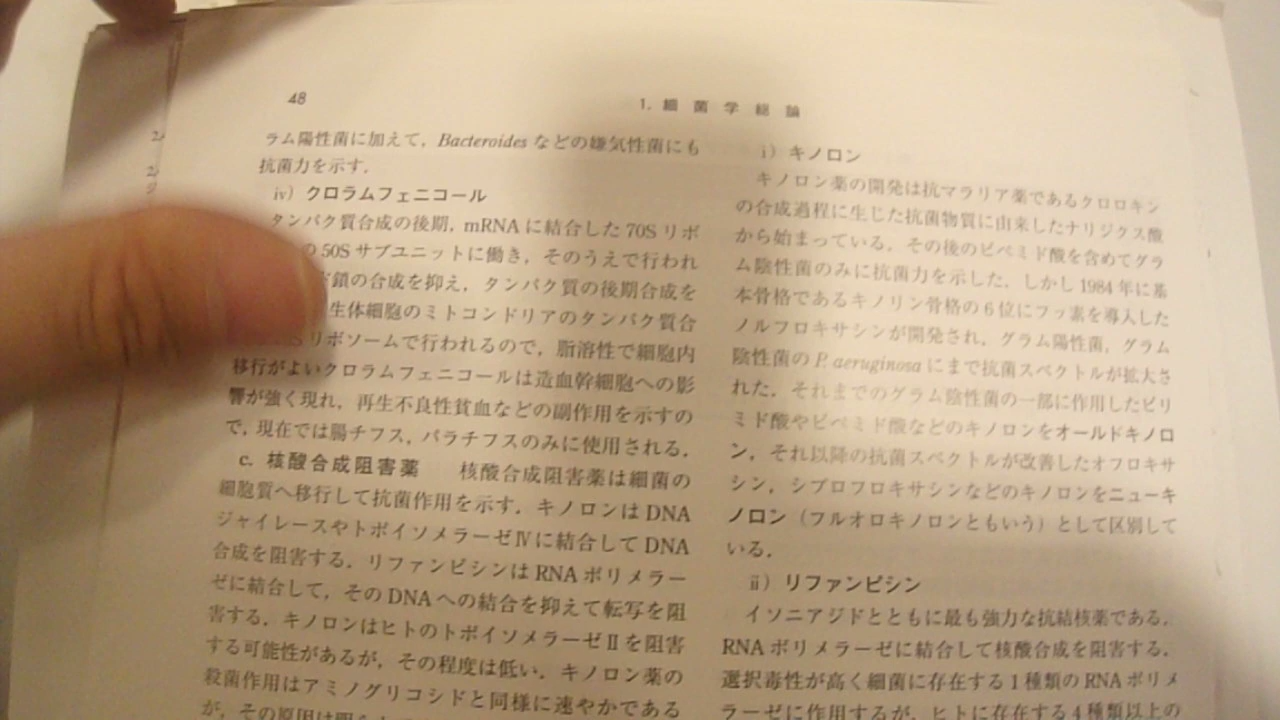 48
1. 細菌学総論
ラム陽性菌に加えて，Bacteroides などの嫌気性菌にも
抗菌力を示す．
iv）クロラムフェニコール
タンパク質合成の後期，mRNA に結合した 70S リボ
の 50S サブユニットに働き，そのうえで行われ
鎖の合成を抑え，タンパク質の後期合成を
生体細胞のミトコンドリアのタンパク質合
S リボソームで行われるので，脂溶性で細胞内
移行がよいクロラムフェニコールは造血幹細胞への影
響が強く現れ，再生不良性貧血などの副作用を示すの
で，現在では腸チフス，パラチフスのみに使用される．
c. 核酸合成阻害薬　核酸合成阻害薬は細菌の
細胞質へ移行して抗菌作用を示す．キノロンは DNA
ジャイレースやトポイソメラーゼⅣに結合して DNA
合成を阻害する．リファンピシンは RNA ポリメラー
ゼに結合して，その DNA への結合を抑えて転写を阻
害する．キノロンはヒトのトポイソメラーゼⅡを阻害
する可能性があるが，その程度は低い．キノロン薬の
殺菌作用はアミノグリコシドと同様に速やかである
が，その原因は明
i）キノロン
キノロン薬の開発は抗マラリア薬であるクロロキン
の合成過程に生じた抗菌物質に由来したナリジクス酸
から始まっている．その後のピペミド酸を含めてグラ
ム陰性菌のみに抗菌力を示した．しかし 1984 年に基
本骨格であるキノリン骨格の 6 位にフッ素を導入した
ノルフロキサシンが開発され，グラム陽性菌，グラム
陰性菌の P. aeruginosa にまで抗菌スペクトルが拡大さ
れた．それまでのグラム陰性菌の一部に作用したピリ
ミド酸やピペミド酸などのキノロンをオールドキノロ
ン，それ以降の抗菌スペクトルが改善したオフロキサ
シン，シプロフロキサシンなどのキノロンをニューキ
ノロン（フルオロキノロンともいう）として区別して
いる．
ii）リファンピシン
イソニアジドとともに最も強力な抗結核薬である．
RNA ポリメラーゼに結合して核酸合成を阻害する．
選択毒性が高く細菌に存在する 1 種類の RNA ポリメ
ラーゼに作用するが，ヒトに存在する 4 種類以上の